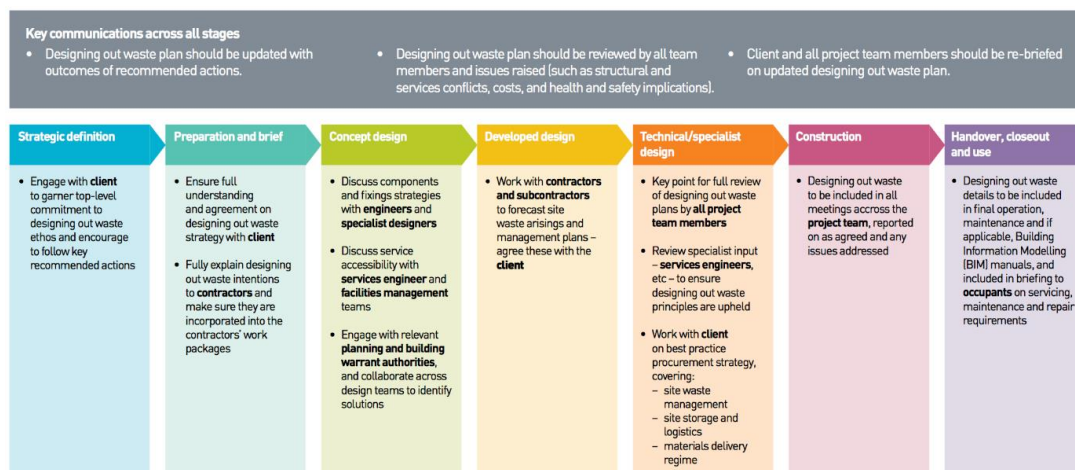 Key communications across all stages
• Designing out waste plan should be updated with
outcomes of recommended actions.
• Designing out waste plan should be reviewed by all team
members and issues raised (such as structural and
services conflicts, costs, and health and safety implications).
• Client and all project team members should be re-briefed
on updated designing out waste plan.
Strategic definition
• Engage with client
to garner top-level
commitment to
designing out waste
ethos and encourage
to follow key
recommended actions
Preparation and brief
• Ensure full
understanding
and agreement on
designing out waste
strategy with client
• Fully explain designing
out waste intentions
to contractors and
make sure they are
incorporated into the
contractors' work
packages
Concept design
• Discuss components
and fixings strategies
with engineers and
specialist designers
• Discuss service
accessibility with
services engineer and
facilities management
teams
• Engage with relevant
planning and building
warrant authorities,
and collaborate across
design teams to identify
solutions
Developed design
• Work with contractors
and subcontractors
to forecast site
waste arisings and
management plans –
agree these with the
client
Technical/specialist
design
• Key point for full review
of designing out waste
plans by all project
team members
• Review specialist input
– services engineers,
etc – to ensure
designing out waste
principles are upheld
• Work with client
on best practice
procurement strategy,
covering:
– site waste
management
– site storage and
logistics
– materials delivery
regime
Construction
• Designing out waste
to be included in all
meetings accross the
project team, reported
on as agreed and any
issues addressed
Handover, closeout
and use
• Designing out waste
details to be included
in final operation,
maintenance and if
applicable, Building
Information Modelling
(BIM) manuals, and
included in briefing to
occupants on servicing,
maintenance and repair
requirements